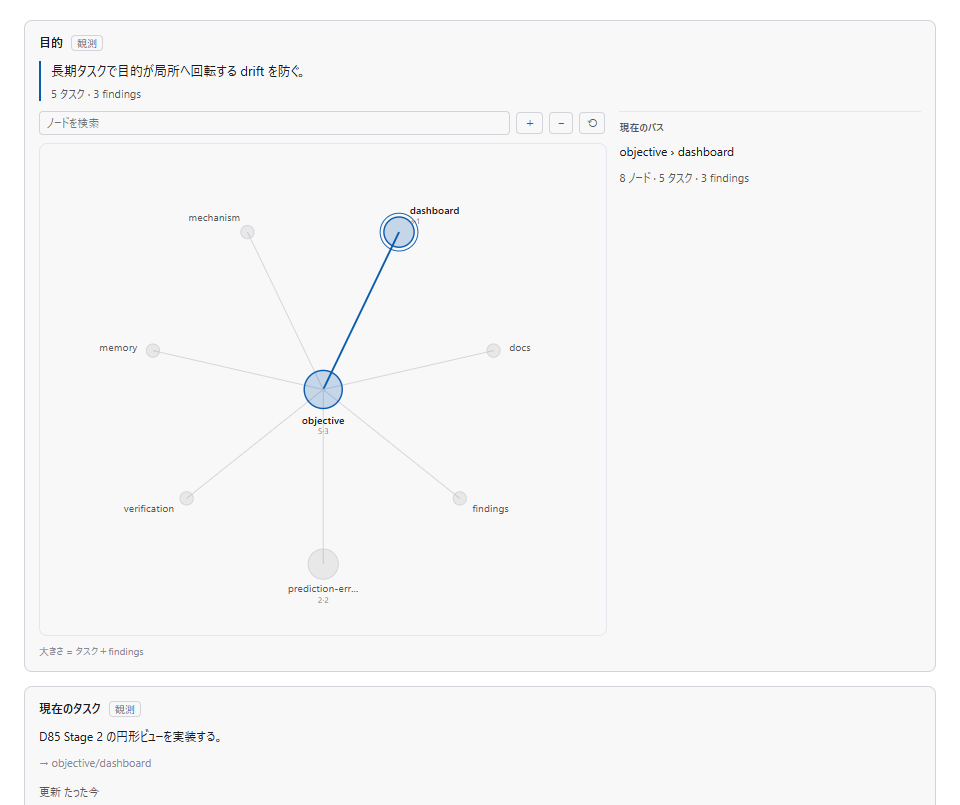 目的 観測
長期タスクで目的が局所へ回転する drift を防ぐ。
5 タスク · 3 findings
ノードを検索
+ −
現在のパス
objective › dashboard
8 ノード · 5 タスク · 3 findings
dashboard
mechanism
memory
docs
objective
5·3
verification
findings
prediction-err...
2·2
大きさ = タスク + findings
現在のタスク 観測
D85 Stage 2 の円形ビューを実装する。
→ objective/dashboard
更新 たった今